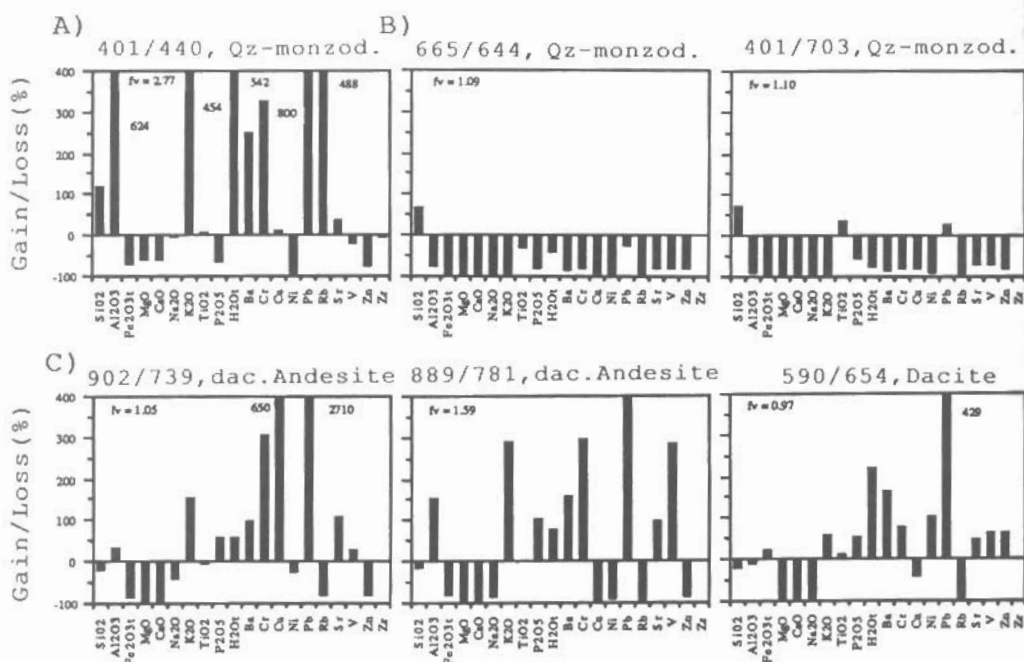 A)
B)
401/440, Qz-monzod.
665/644, Qz-monzod.
401/703, Qz-monzod.
Gain/Loss(%)
400
300
200
100
0
-100
fv = 2.77
624
454
542
800
488
fv = 1.09
fv = 1.10
SiO2 Al2O3 Fe2O3t MgO CaO Na2O K2O TiO2 P2O5 H2Ot Ba Cr Cu Ni Pb Rb Sr V Zn Zr
SiO2 Al2O3 Fe2O3t MgO CaO Na2O K2O TiO2 P2O5 H2Ot Ba Cr Cu Ni Pb Rb Sr V Zn Zr
SiO2 Al2O3 Fe2O3t MgO CaO Na2O K2O TiO2 P2O5 H2Ot Ba Cr Cu Ni Pb Rb Sr V Zn Zr
C)
902/739, dac.Andesite
889/781, dac.Andesite
590/654, Dacite
Gain/Loss(%)
400
300
200
100
0
-100
fv = 1.05
650
2710
fv = 1.59
fv = 0.97
429
SiO2 Al2O3 Fe2O3t MgO CaO Na2O K2O TiO2 P2O5 H2Ot Ba Cr Cu Ni Pb Rb Sr V Zn Zr
SiO2 Al2O3 Fe2O3t MgO CaO Na2O K2O TiO2 P2O5 H2Ot Ba Cr Cu Ni Pb Rb Sr V Zn Zr
SiO2 Al2O3 Fe2O3t MgO CaO Na2O K2O TiO2 P2O5 H2Ot Ba Cr Cu Ni Pb Rb Sr V Zn Zr